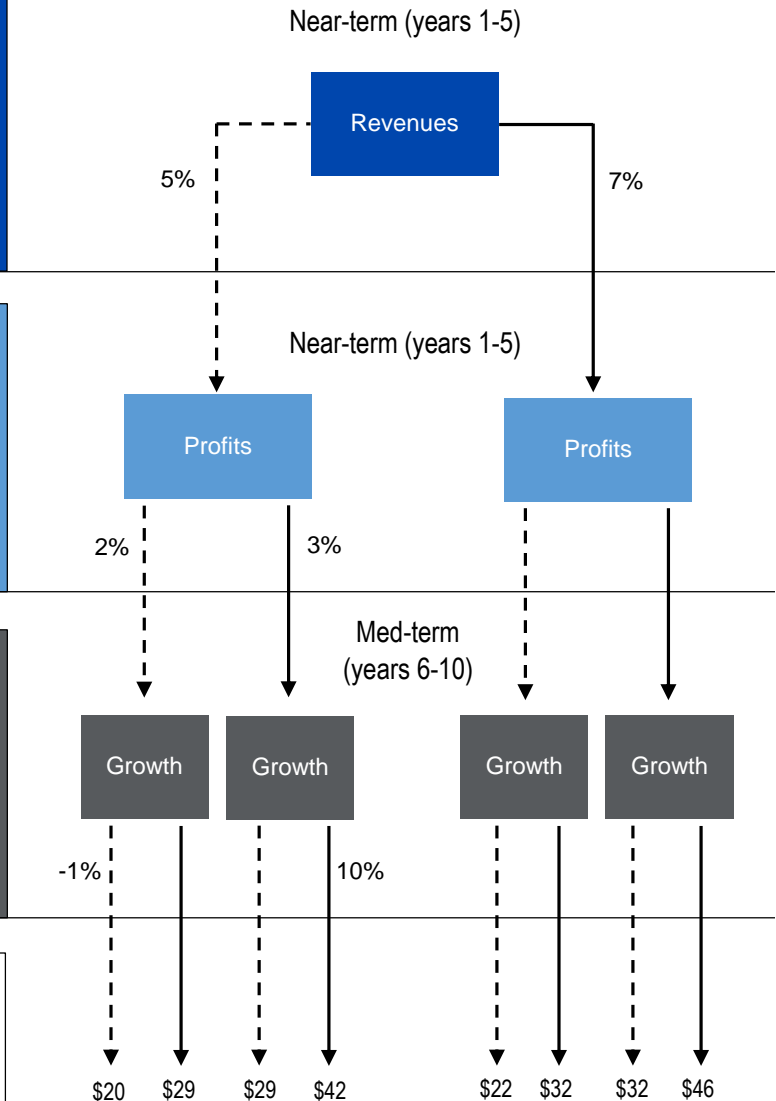 Near-term (years 1-5)
Revenues
5%
7%
Near-term (years 1-5)
Profits
Profits
2%
3%
Med-term
(years 6-10)
Growth
Growth
Growth
Growth
-1%
10%
$20
$29
$29
$42
$22
$32
$32
$46